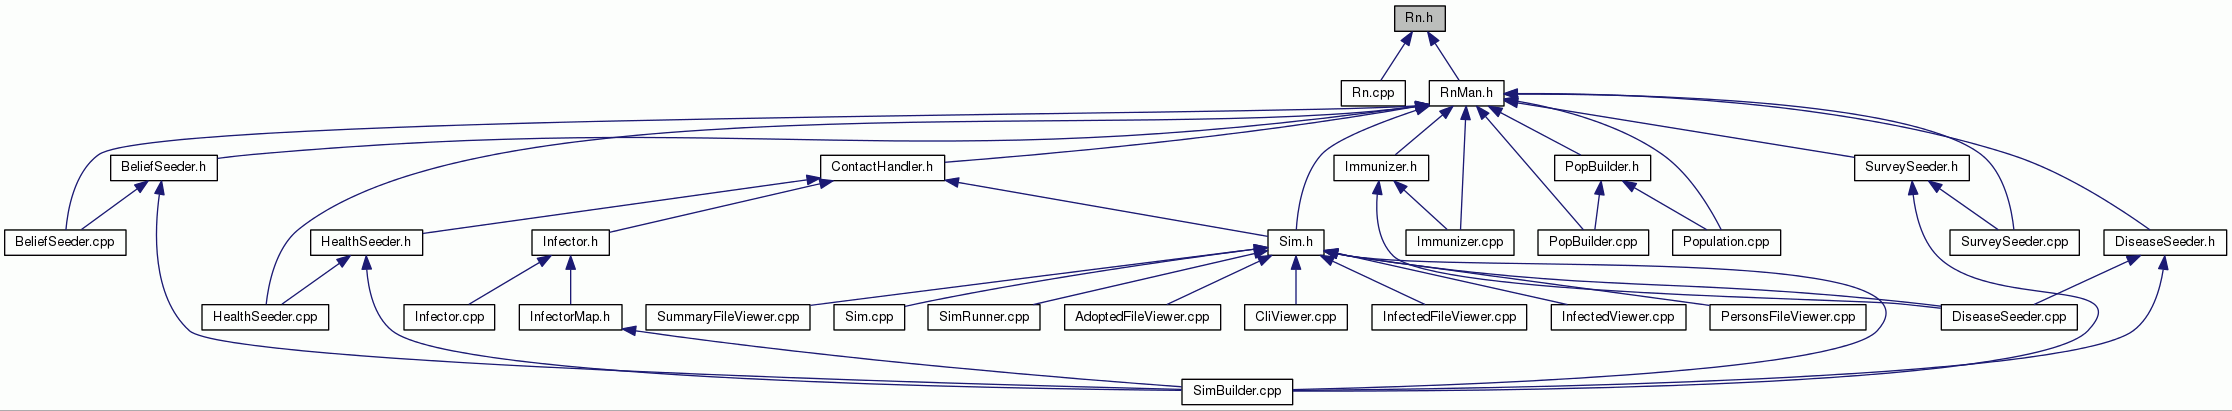 Rn.h
Rn.cpp
RnMan.h
BeliefSeeder.h
ContactHandler.h
Immunizer.h
PopBuilder.h
SurveySeeder.h
BeliefSeeder.cpp
HealthSeeder.h
Infector.h
Sim.h
Immunizer.cpp
PopBuilder.cpp
Population.cpp
SurveySeeder.cpp
DiseaseSeeder.h
HealthSeeder.cpp
Infector.cpp
InfectorMap.h
SummaryFileViewer.cpp
Sim.cpp
SimRunner.cpp
AdoptedFileViewer.cpp
CliViewer.cpp
InfectedFileViewer.cpp
InfectedViewer.cpp
PersonsFileViewer.cpp
DiseaseSeeder.cpp
SimBuilder.cpp